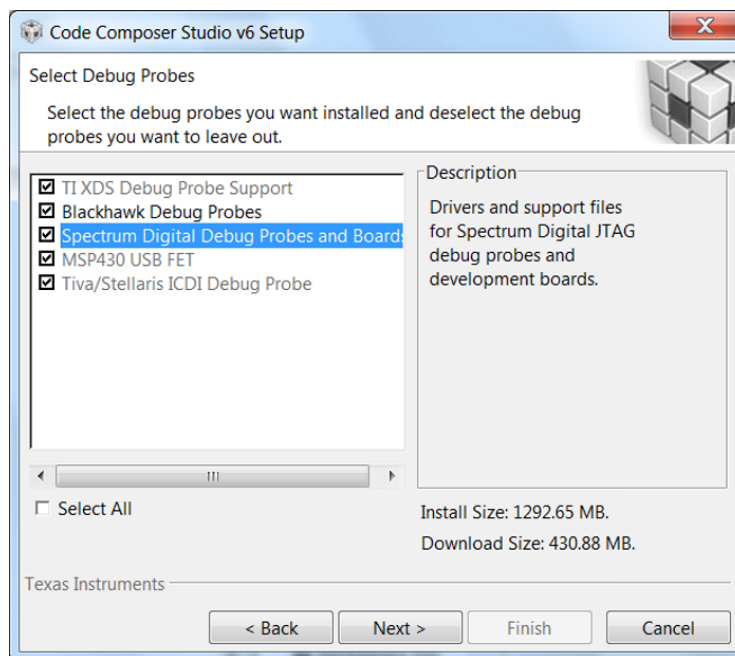 Code Composer Studio v6 Setup
Select Debug Probes
Select the debug probes you want installed and deselect the debug
probes you want to leave out.
TI XDS Debug Probe Support
Blackhawk Debug Probes
Spectrum Digital Debug Probes and Boards
MSP430 USB FET
Tiva/Stellaris ICDI Debug Probe
Description
Drivers and support files
for Spectrum Digital JTAG
debug probes and
development boards.
Select All
Install Size: 1292.65 MB.
Download Size: 430.88 MB.
Texas Instruments
< Back
Next >
Finish
Cancel